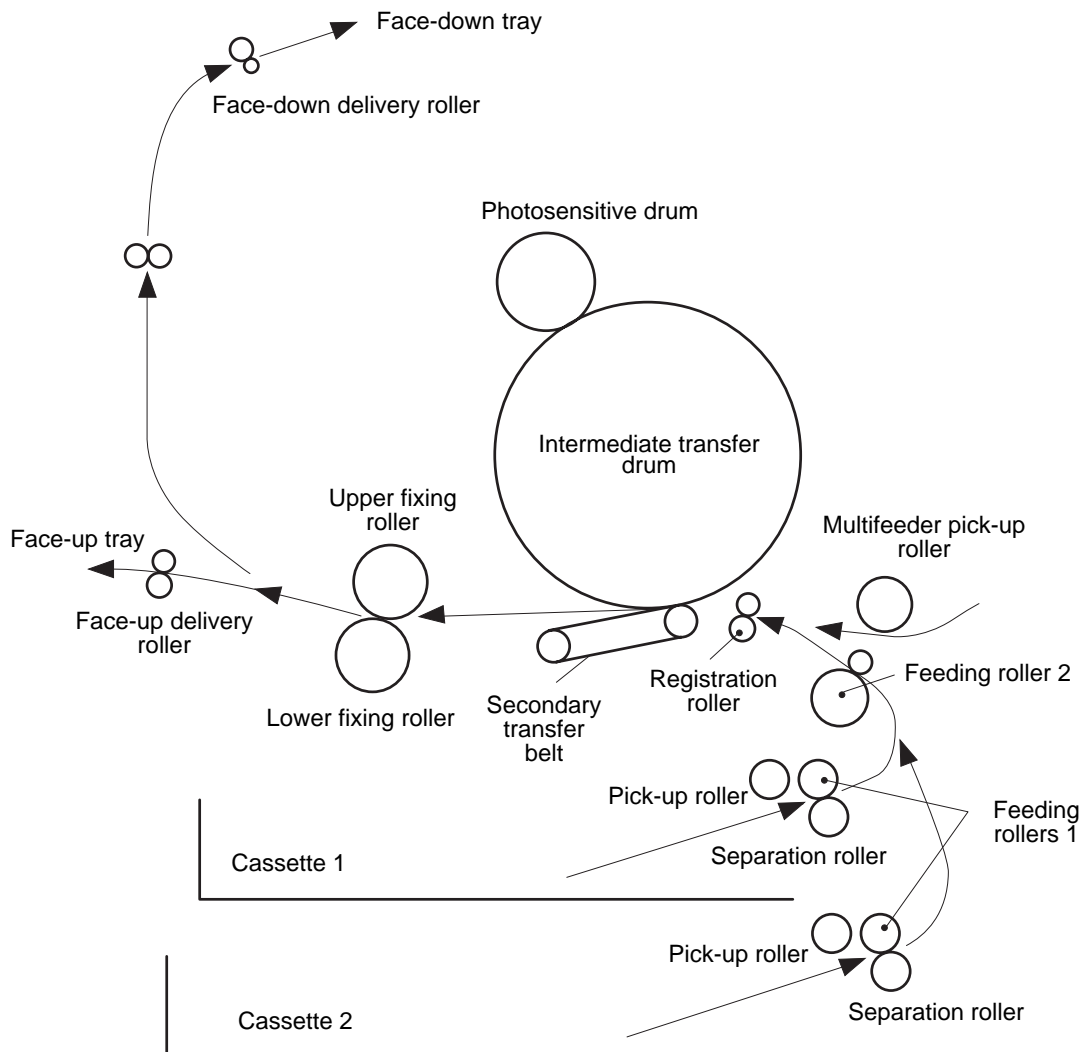 Face-down tray
Face-down delivery roller
Photosensitive drum
Intermediate transfer
drum
Upper fixing
roller
Multifeeder pick-up
roller
Face-up tray
Face-up delivery
roller
Lower fixing roller
Secondary
transfer
belt
Registration
roller
Feeding roller 2
Pick-up roller
Feeding
rollers 1
Separation roller
Cassette 1
Pick-up roller
Separation roller
Cassette 2